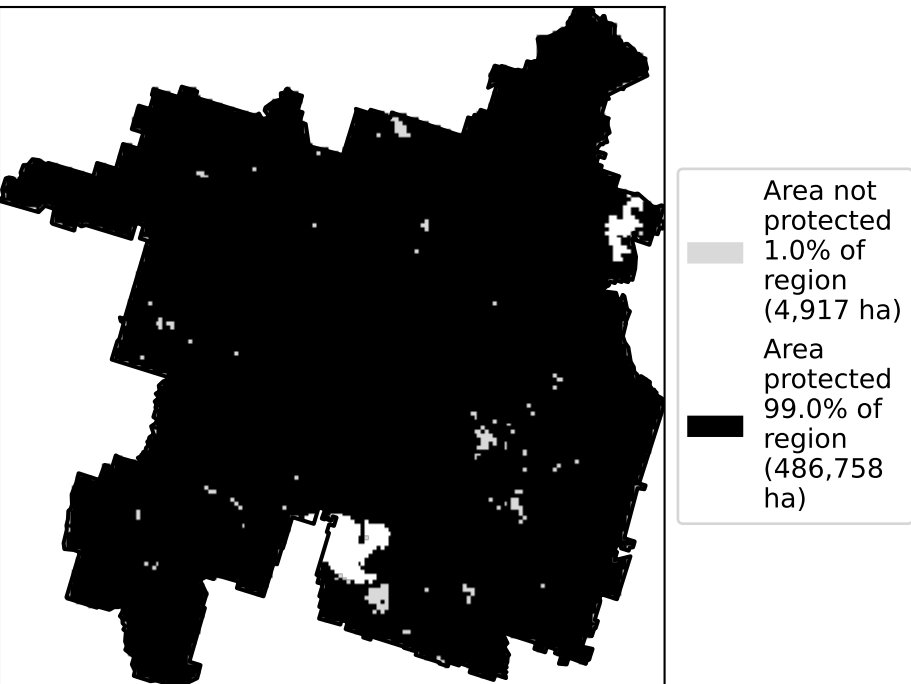 Area not
protected
1.0% of
region
(4,917 ha)
Area
protected
99.0% of
region
(486,758
ha)